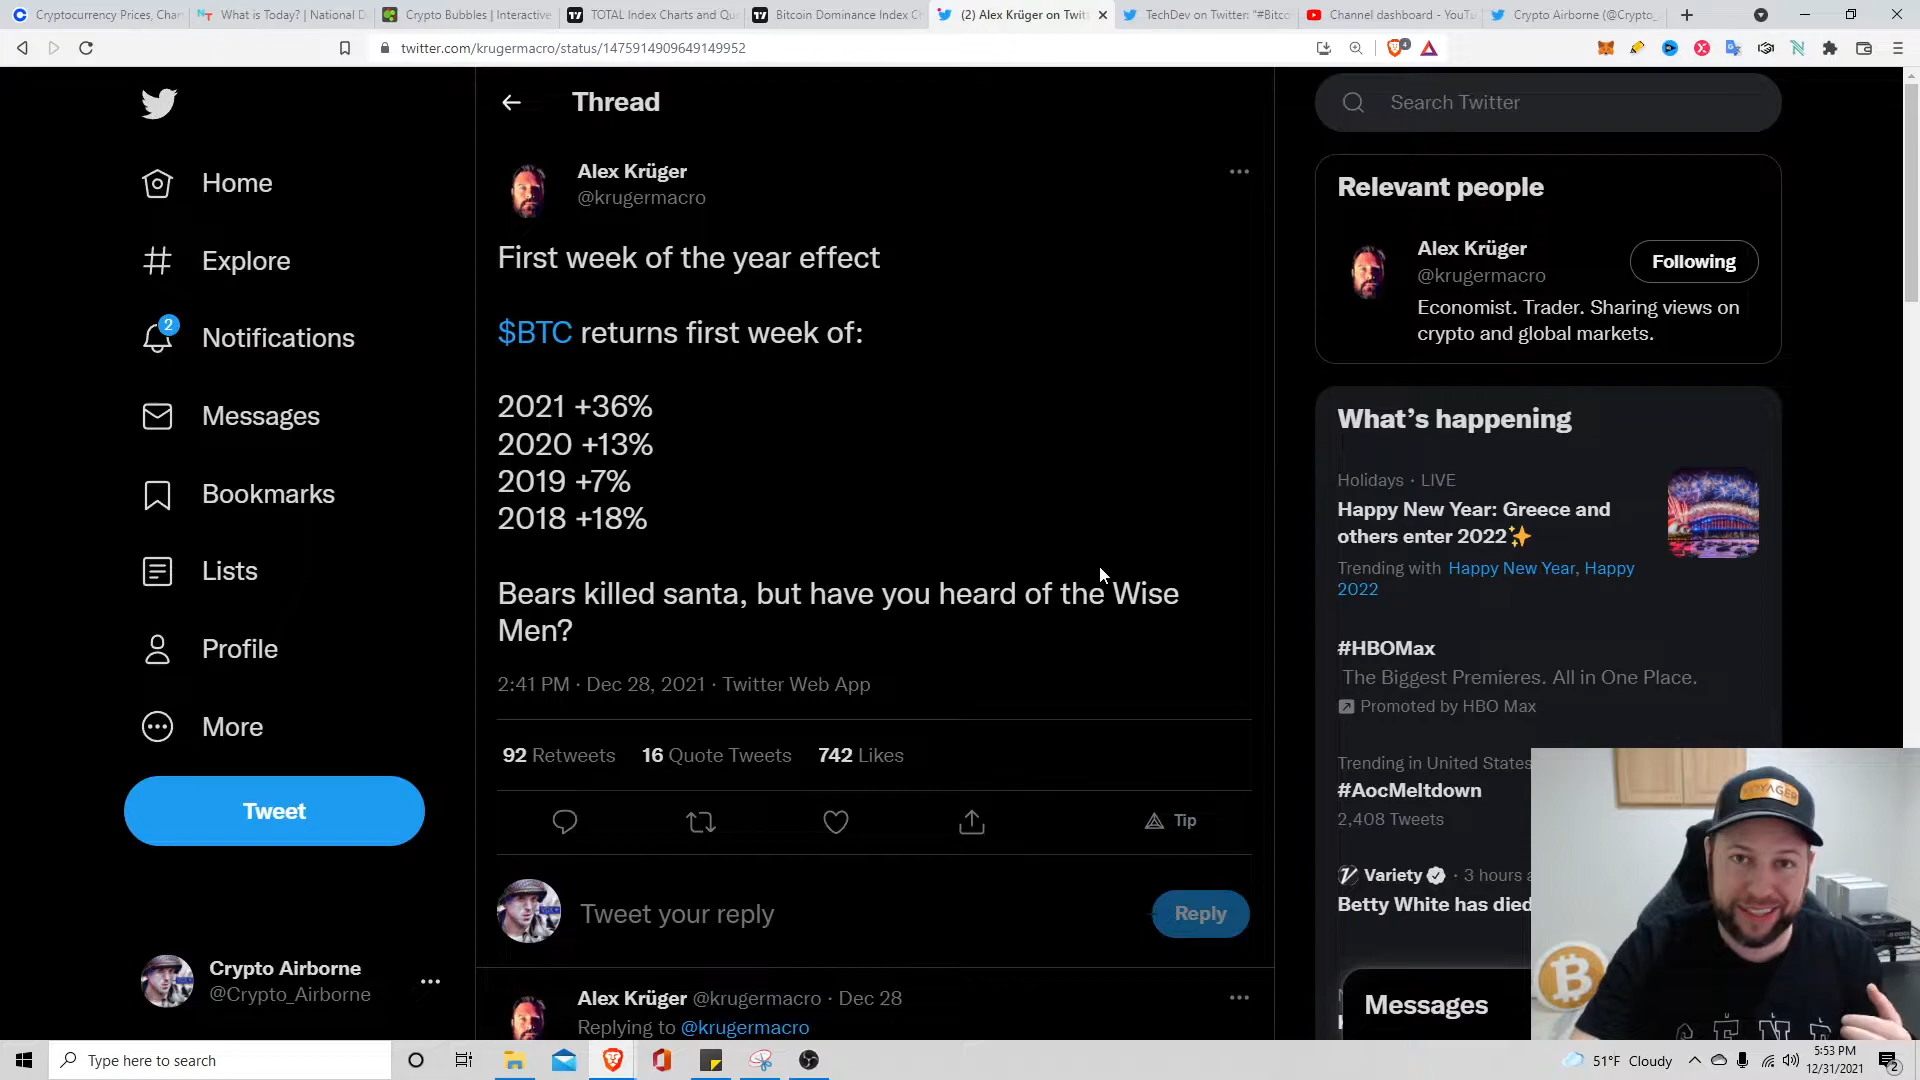 Cryptocurrency Prices, Char
What is Today? | National D
Crypto Bubbles | Interactive
TOTAL Index Charts and Quo
Bitcoin Dominance Index Ch
(2) Alex Krüger on Twitt
TechDev on Twitter: "#Bitco
Channel dashboard - YouTu
Crypto Airborne (@Crypto_
twitter.com/krugermacro/status/1475914909649149952
4
Home
Explore
2
Notifications
Messages
Bookmarks
Lists
Profile
More
Tweet
Crypto Airborne
@Crypto_Airborne
Thread
Alex Krüger
@krugermacro
First week of the year effect
$BTC returns first week of:
2021 +36%
2020 +13%
2019 +7%
2018 +18%
Bears killed santa, but have you heard of the Wise
Men?
2:41 PM · Dec 28, 2021 · Twitter Web App
92 Retweets 16 Quote Tweets 742 Likes
Tip
Tweet your reply
Reply
Alex Krüger @krugermacro · Dec 28
Replying to @krugermacro
Search Twitter
Relevant people
Alex Krüger
@krugermacro
Following
Economist. Trader. Sharing views on
crypto and global markets.
What's happening
Holidays · LIVE
Happy New Year: Greece and
others enter 2022
Trending with Happy New Year, Happy
2022
#HBOMax
The Biggest Premieres. All in One Place.
Promoted by HBO Max
Trending in United States
#AocMeltdown
2,408 Tweets
Variety · 3 hours a
Betty White has died
Messages
VOYAGER
Type here to search
51°F Cloudy
5:53 PM
12/31/2021
2